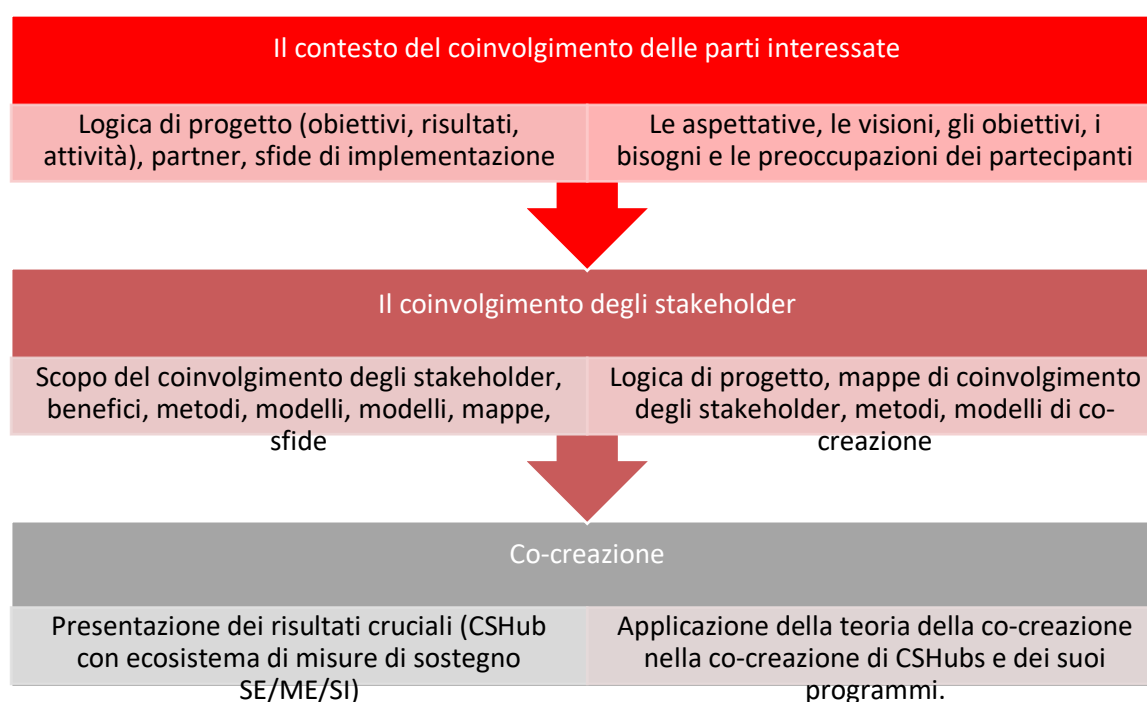 Il contesto del coinvolgimento delle parti interessate
Logica di progetto (obiettivi, risultati,
attività), partner, sfide di implementazione
Le aspettative, le visioni, gli obiettivi, i
bisogni e le preoccupazioni dei partecipanti
Il coinvolgimento degli stakeholder
Scopo del coinvolgimento degli stakeholder,
benefici, metodi, modelli, modelli, mappe,
sfide
Logica di progetto, mappe di coinvolgimento
degli stakeholder, metodi, modelli di co-
creazione
Co-creazione
Presentazione dei risultati cruciali (CSHub
con ecosistema di misure di sostegno
SE/ME/SI)
Applicazione della teoria della co-creazione
nella co-creazione di CSHubs e dei suoi
programmi.